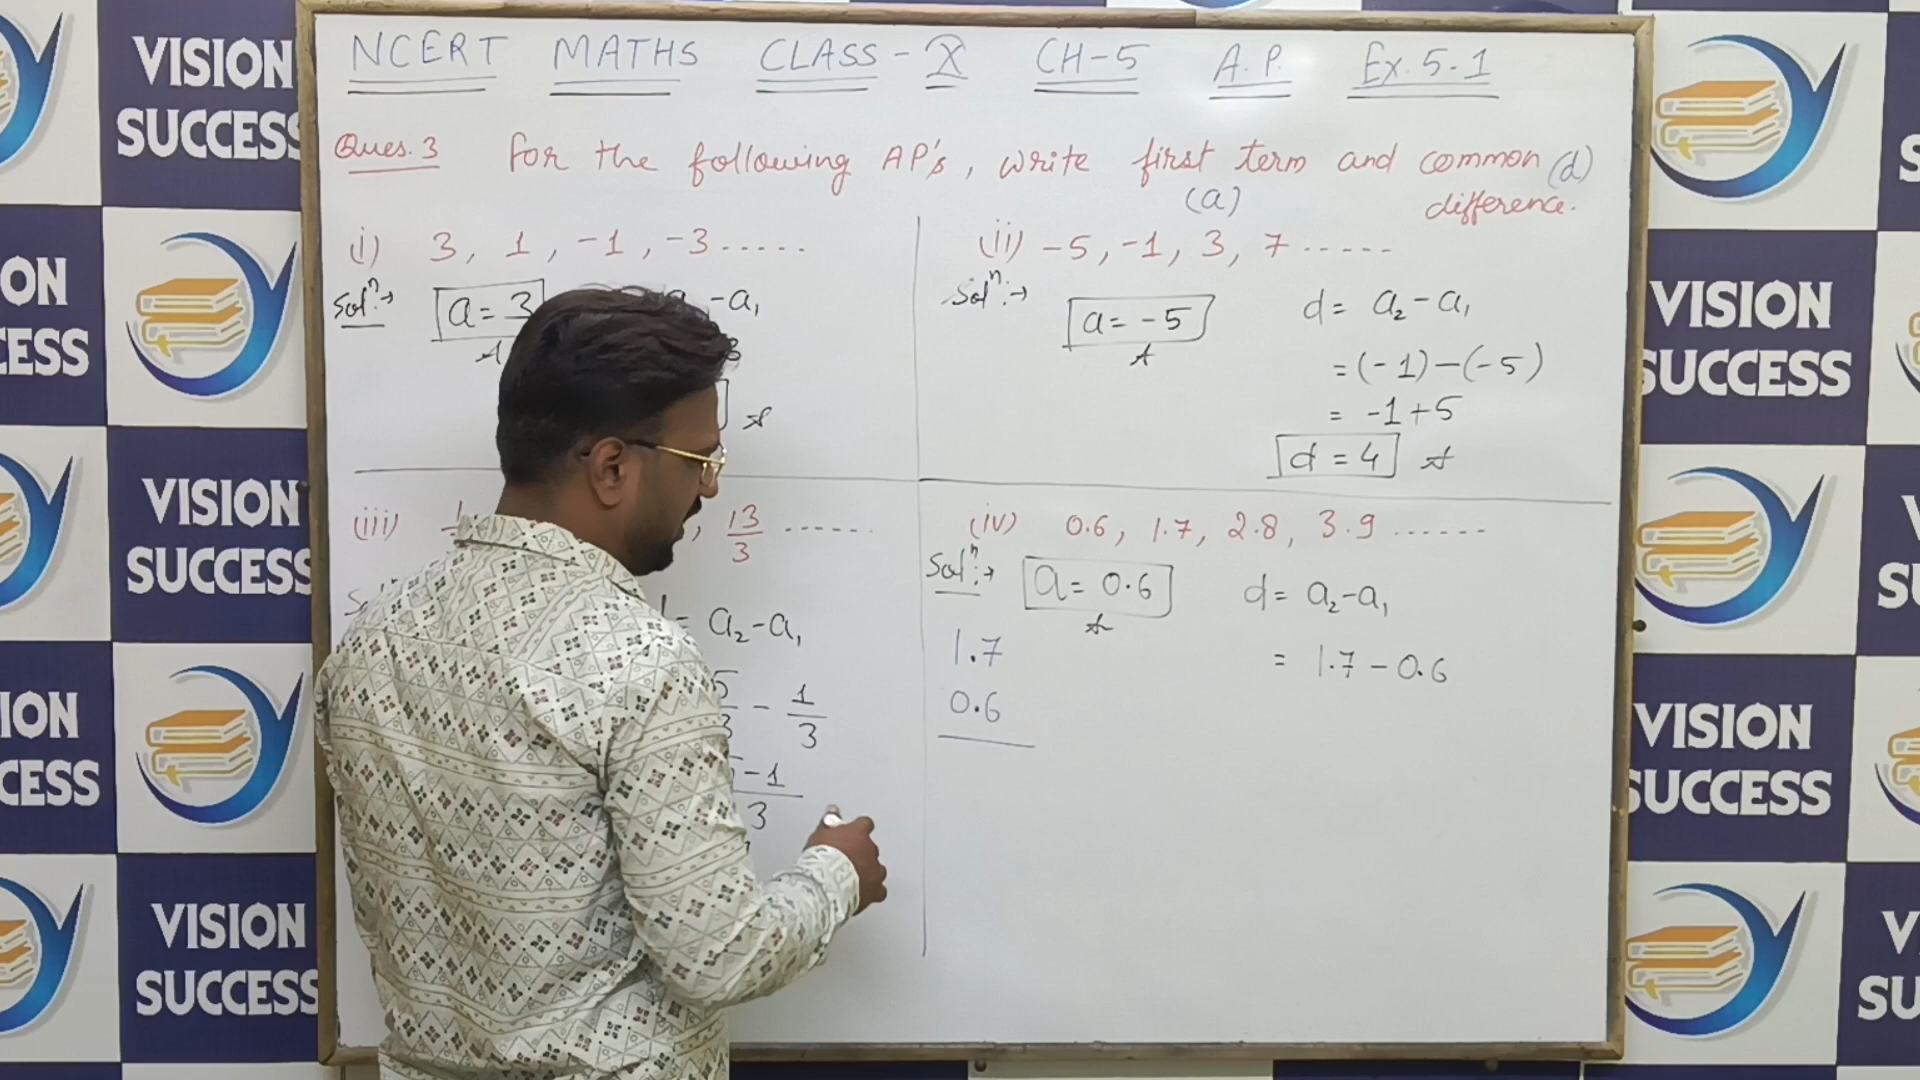 NCERT MATHS CLASS - X CH-5 A.P. Ex. 5.1
Ques. 3 For the following AP's, write first term and common (d)
(a) difference.
(i) 3, 1, -1, -3 .....
Solⁿ:→ a = 3
-a₁
(ii) -5, -1, 3, 7 .....
Solⁿ:→ a = -5
d = a₂ - a₁
= (-1) - (-5)
= -1 + 5
d = 4
(iii) , 13/3 ......
= a₂ - a₁
- 1/3
-1
3
(iv) 0.6, 1.7, 2.8, 3.9 ......
Solⁿ:→ a = 0.6
d = a₂ - a₁
= 1.7 - 0.6
1.7
0.6
VISION
SUCCESS
VISION
SUCCESS
VISION
SUCCESS
VISION
SUCCESS
VISION
SUCCESS
ON
CESS
ION
CESS